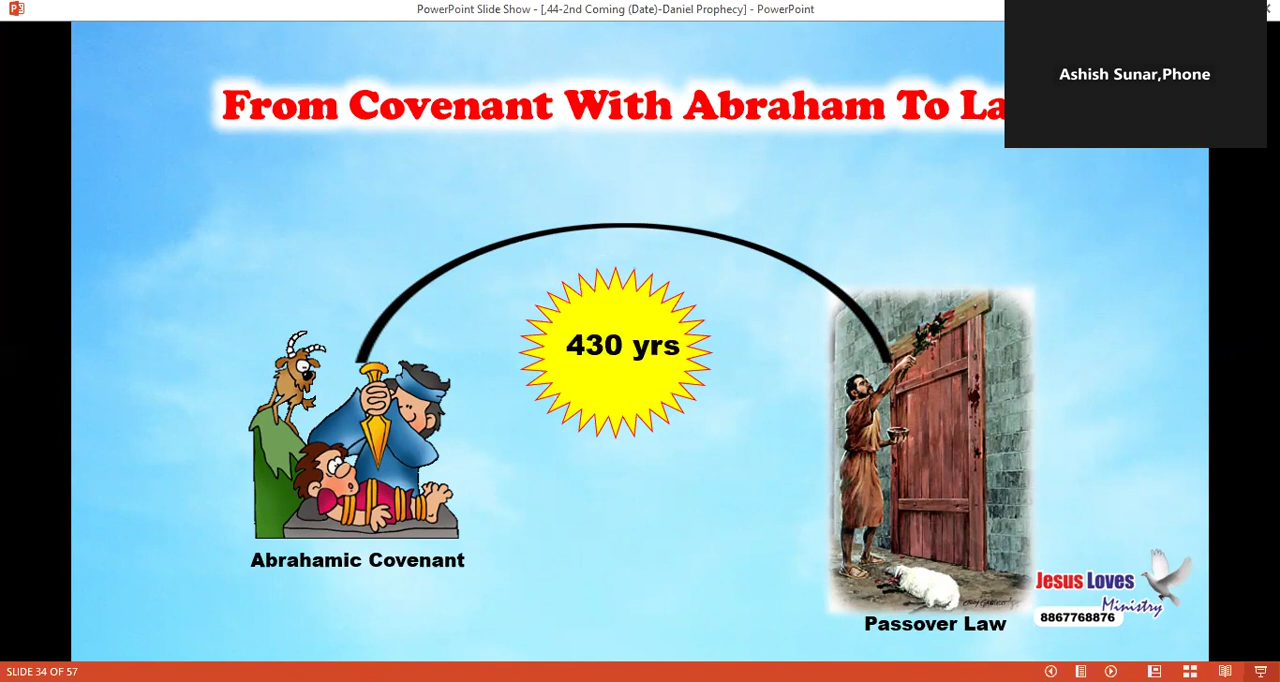 PowerPoint Slide Show - [,44-2nd Coming (Date)-Daniel Prophecy] - PowerPoint
Ashish Sunar,Phone
From Covenant With Abraham To La
430 yrs
Abrahamic Covenant
Passover Law
Jesus Loves
Ministry
8867768876
SLIDE 34 OF 57